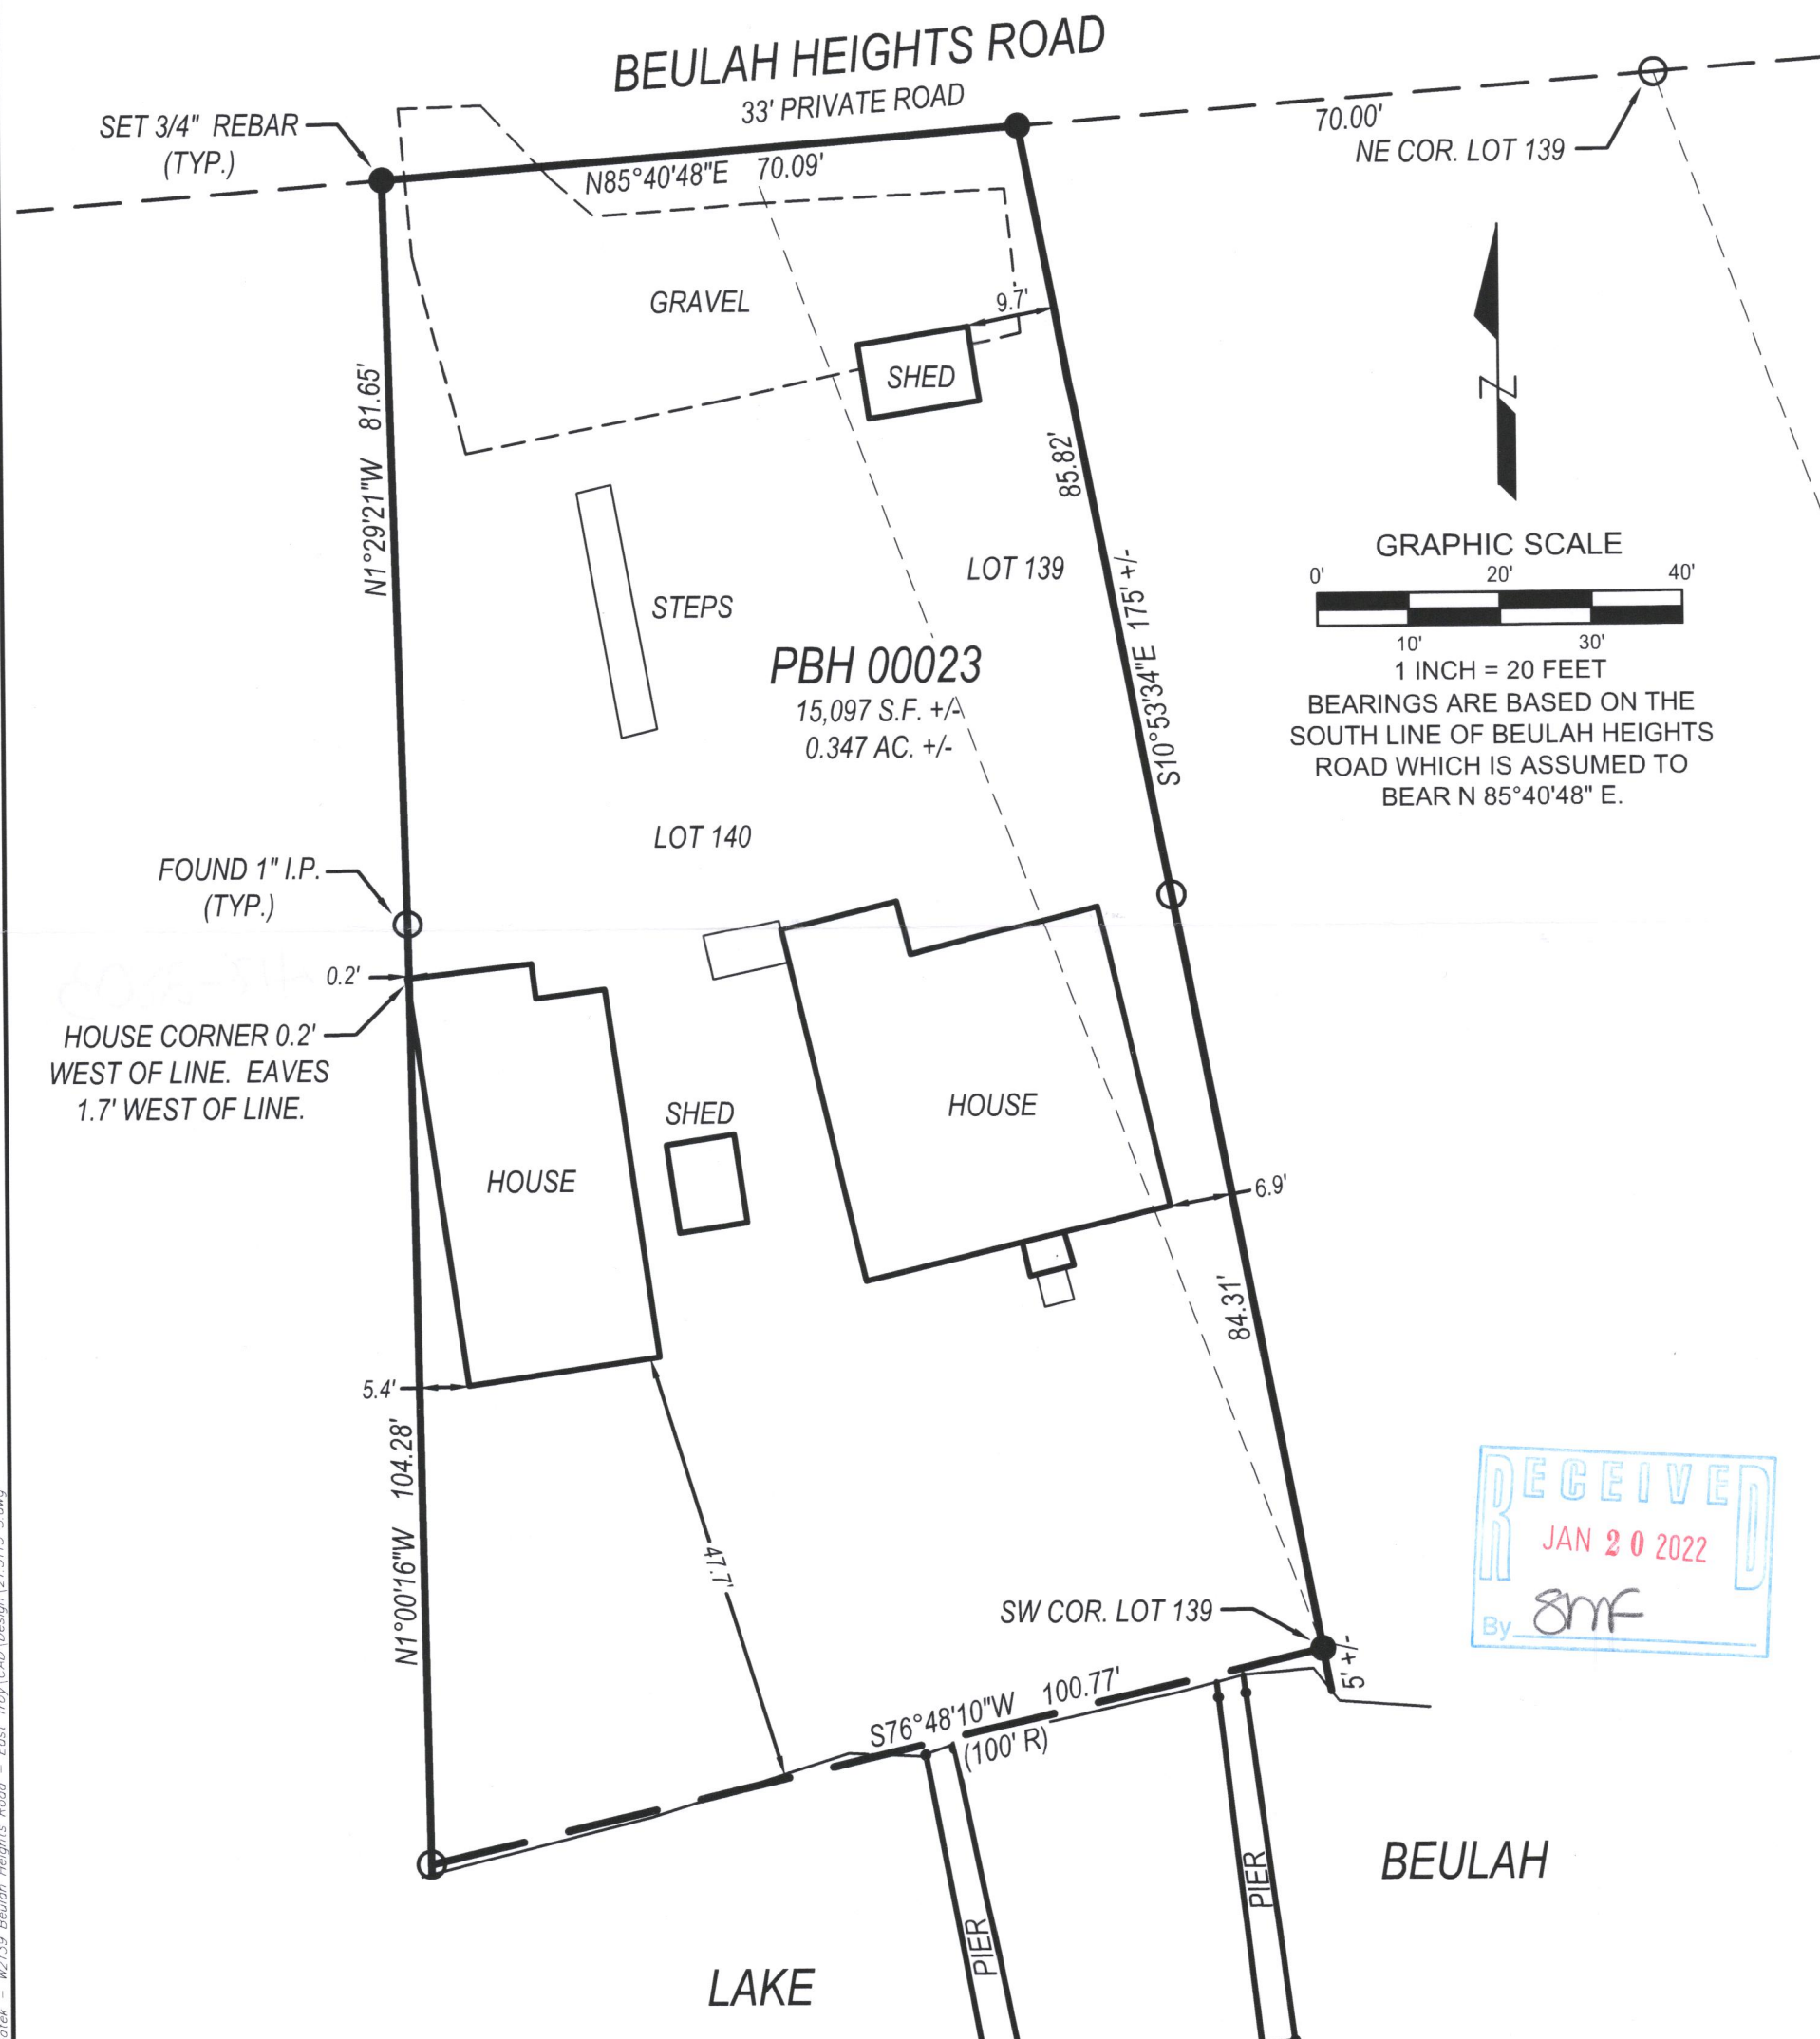 BEULAH HEIGHTS ROAD
33' PRIVATE ROAD
SET 3/4" REBAR
(TYP.)
N85°40'48"E 70.09'
70.00'
NE COR. LOT 139
GRAVEL
9.7'
SHED
N1°29'21"W 81.65'
85.82'
LOT 139
STEPS
S10°53'34"E 175' +/-
PBH 00023
15,097 S.F. +/-
0.347 AC. +/-
GRAPHIC SCALE
0' 20' 40'
10' 30'
1 INCH = 20 FEET
BEARINGS ARE BASED ON THE
SOUTH LINE OF BEULAH HEIGHTS
ROAD WHICH IS ASSUMED TO
BEAR N 85°40'48" E.
Z
LOT 140
FOUND 1" I.P.
(TYP.)
0.2'
HOUSE CORNER 0.2'
WEST OF LINE. EAVES
1.7' WEST OF LINE.
SHED
HOUSE
HOUSE
6.9'
84.31'
5.4'
N1°00'16"W 104.28'
47.7'
SW COR. LOT 139
5' +/-
S76°48'10"W 100.77'
(100' R)
RECEIVED
JAN 20 2022
By SMF
PIER
PIER
BEULAH
LAKE